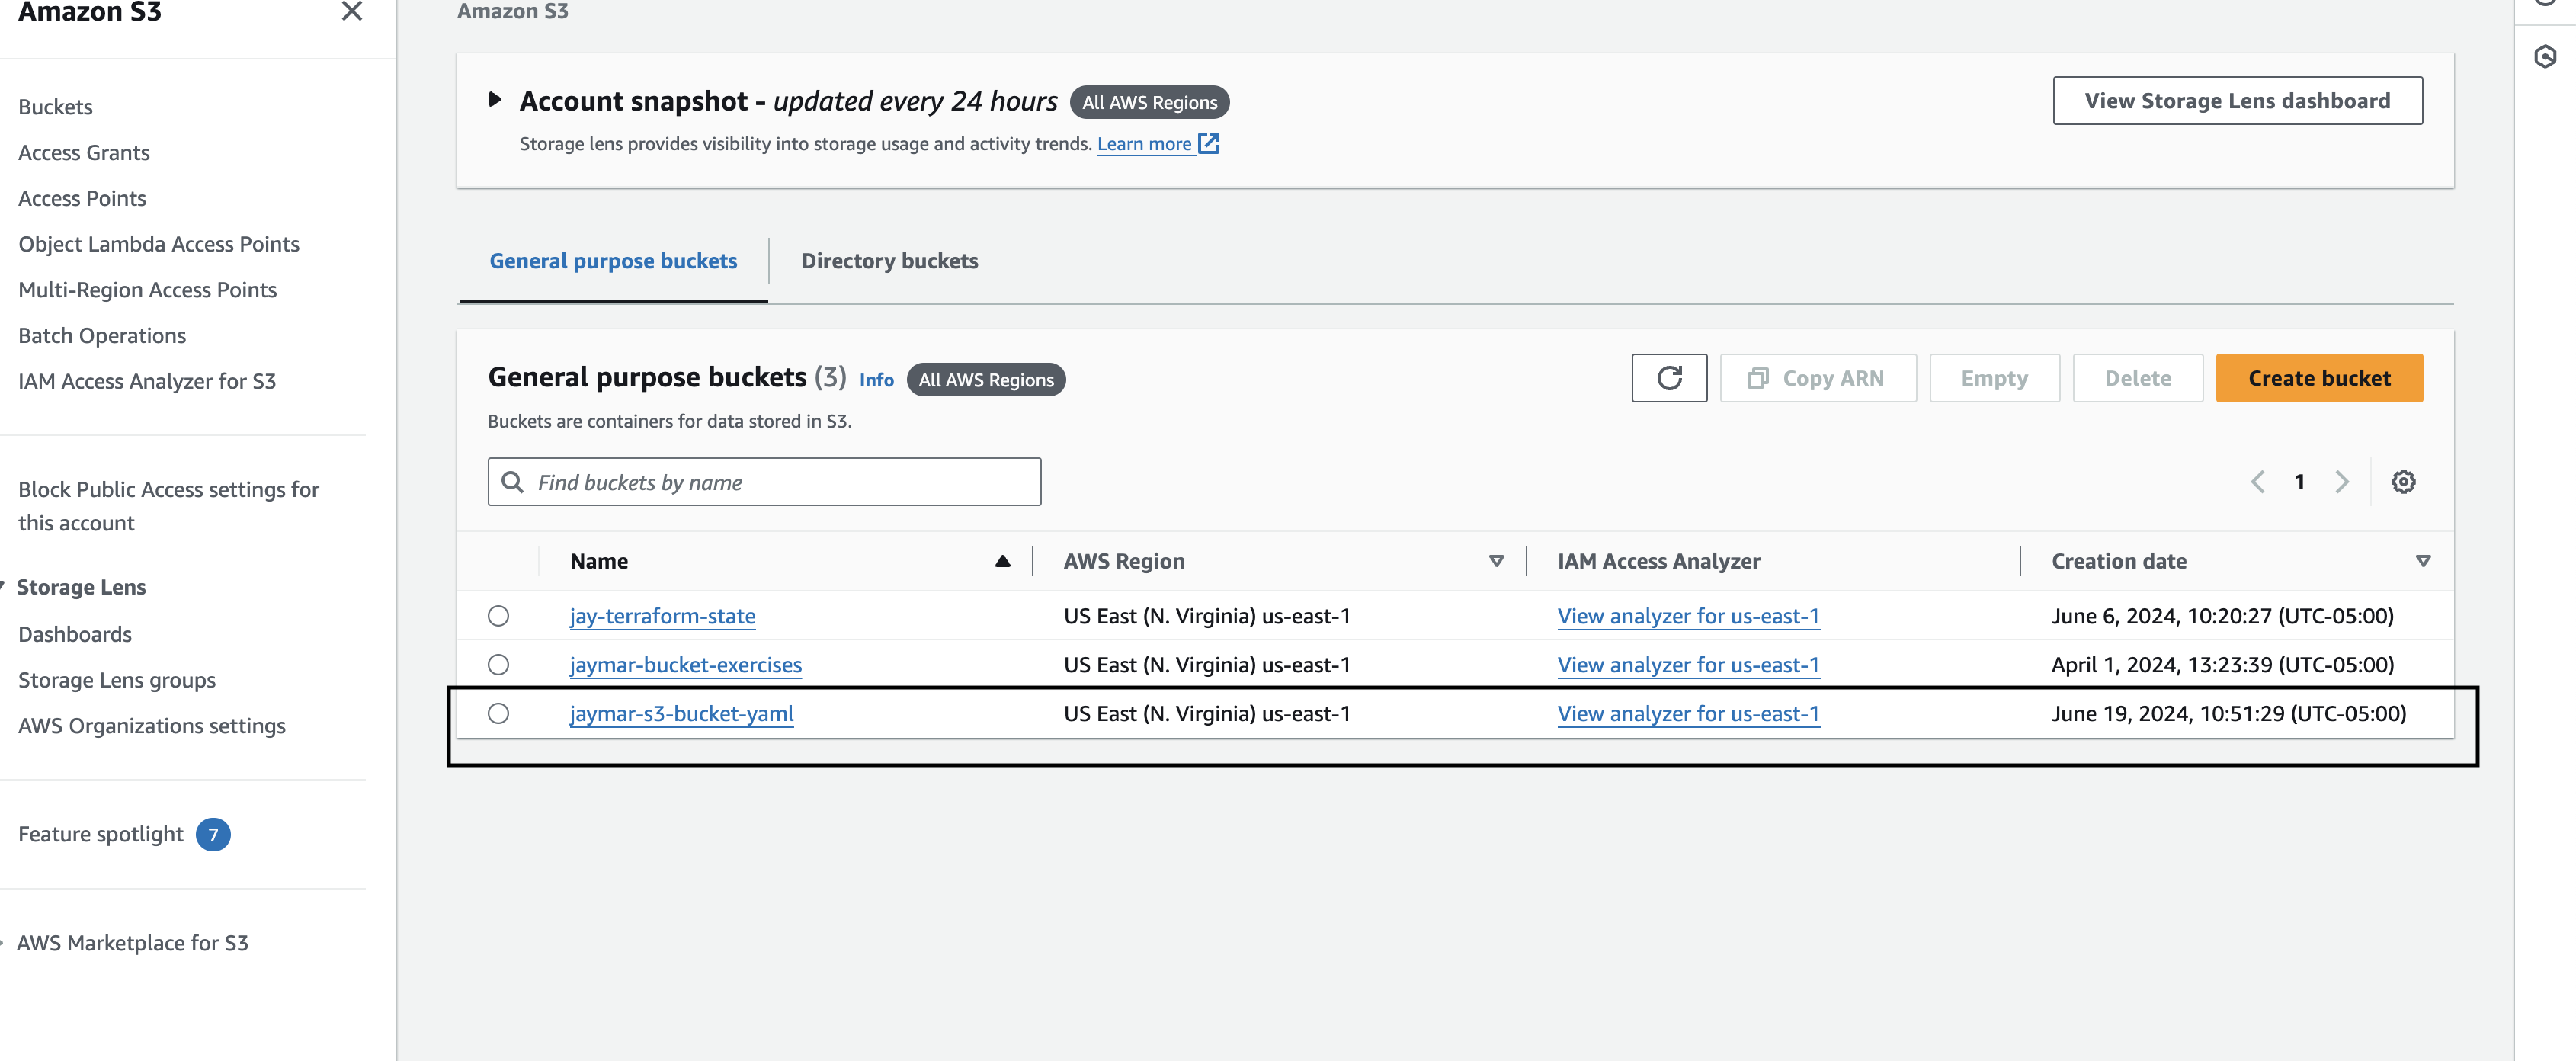 Amazon S3
Buckets
Access Grants
Access Points
Object Lambda Access Points
Multi-Region Access Points
Batch Operations
IAM Access Analyzer for S3
Block Public Access settings for
this account
Storage Lens
Dashboards
Storage Lens groups
AWS Organizations settings
Feature spotlight 7
AWS Marketplace for S3
Amazon S3
Account snapshot - updated every 24 hours All AWS Regions
View Storage Lens dashboard
Storage lens provides visibility into storage usage and activity trends. Learn more
General purpose buckets Directory buckets
General purpose buckets (3) Info All AWS Regions
Copy ARN Empty Delete Create bucket
Buckets are containers for data stored in S3.
Find buckets by name
1
Name AWS Region IAM Access Analyzer Creation date
jay-terraform-state US East (N. Virginia) us-east-1 View analyzer for us-east-1 June 6, 2024, 10:20:27 (UTC-05:00)
jaymar-bucket-exercises US East (N. Virginia) us-east-1 View analyzer for us-east-1 April 1, 2024, 13:23:39 (UTC-05:00)
jaymar-s3-bucket-yaml US East (N. Virginia) us-east-1 View analyzer for us-east-1 June 19, 2024, 10:51:29 (UTC-05:00)